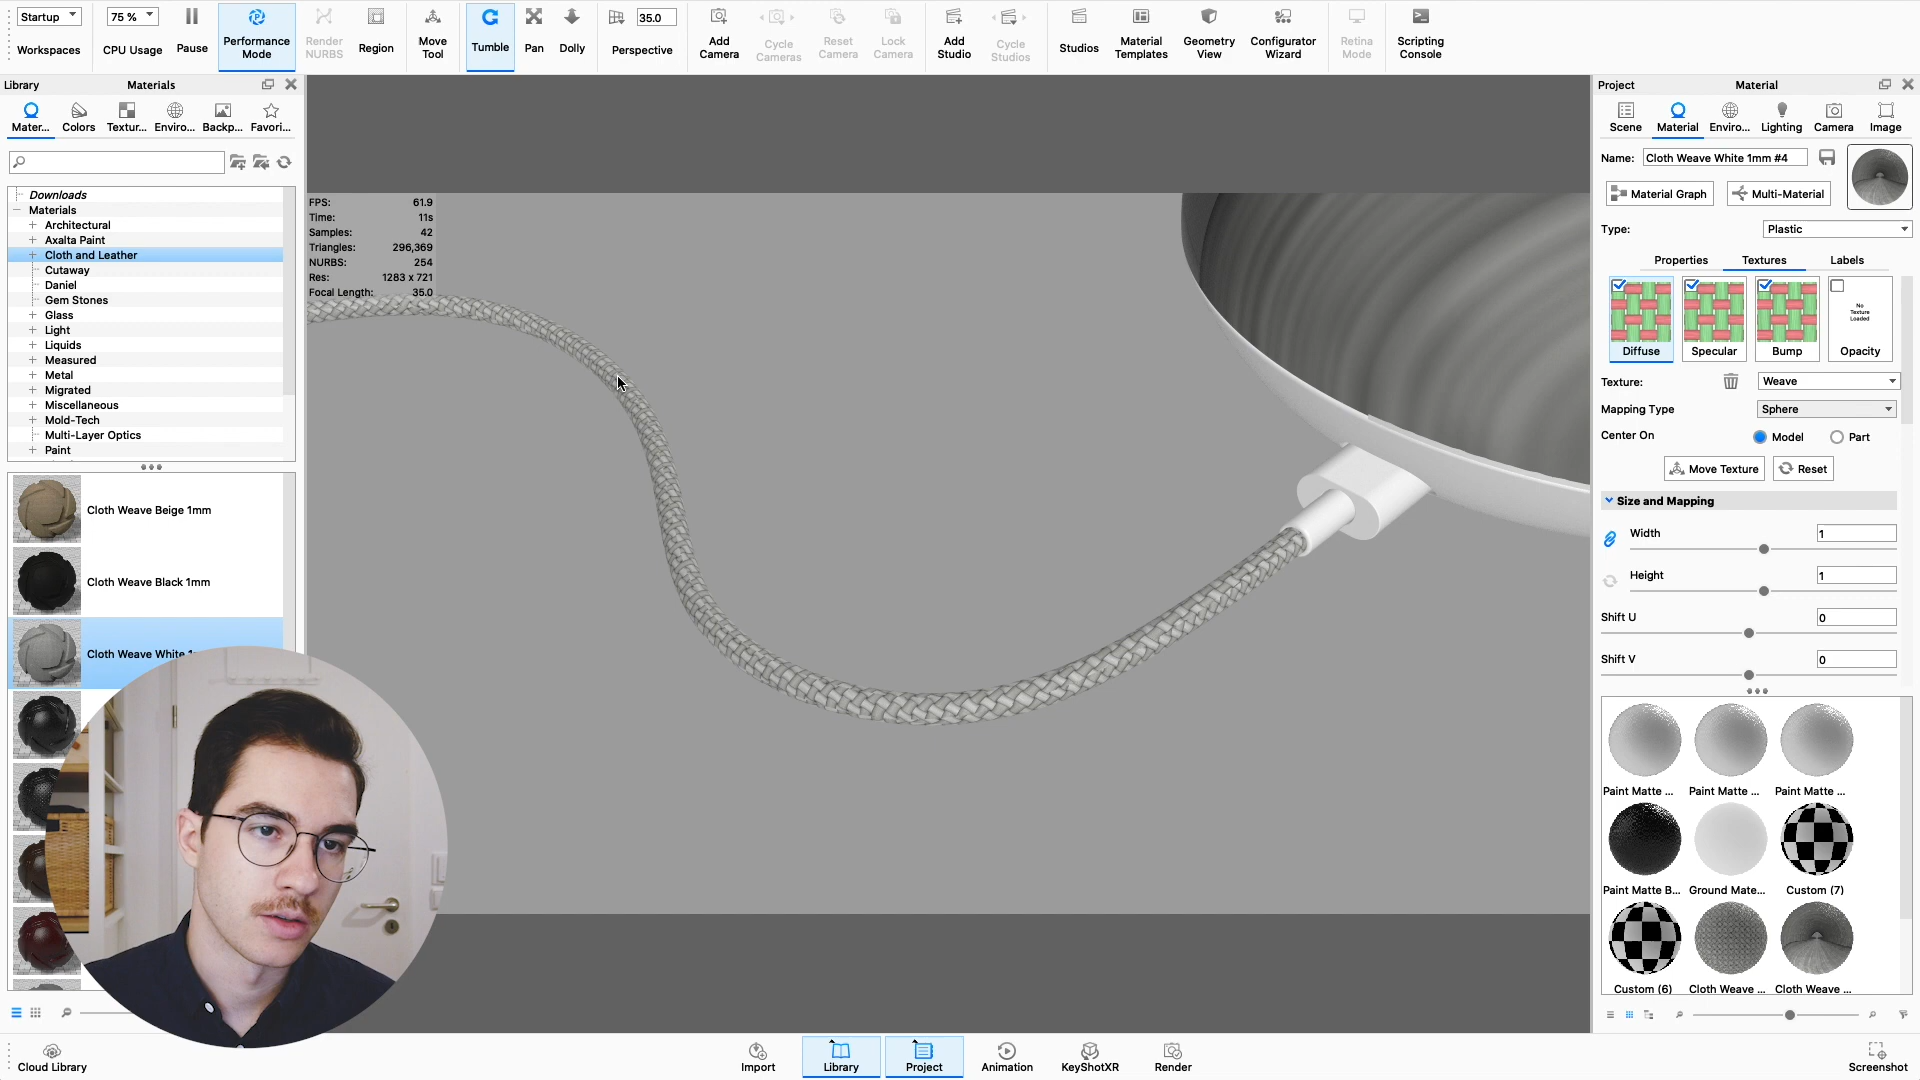 Startup
Workspaces
75 %
CPU Usage
Pause
Performance
Mode
Render
NURBS
Region
Move
Tool
Tumble
Pan
Dolly
35.0
Perspective
Add
Camera
Cycle
Cameras
Reset
Camera
Lock
Camera
Add
Studio
Cycle
Studios
Studios
Material
Templates
Geometry
View
Configurator
Wizard
Retina
Mode
Scripting
Console
Library
Materials
Mater...
Colors
Textur...
Enviro...
Backp...
Favori...
Downloads
Materials
Architectural
Axalta Paint
Cloth and Leather
Cutaway
Daniel
Gem Stones
Glass
Light
Liquids
Measured
Metal
Migrated
Miscellaneous
Mold-Tech
Multi-Layer Optics
Paint
Cloth Weave Beige 1mm
Cloth Weave Black 1mm
Cloth Weave White
Cloud Library
FPS: 61.9
Time: 11s
Samples: 42
Triangles: 296,369
NURBS: 254
Res: 1283 x 721
Focal Length: 35.0
Project
Material
Scene
Material
Enviro...
Lighting
Camera
Image
Name: Cloth Weave White 1mm #4
Material Graph
Multi-Material
Type: Plastic
Properties
Textures
Labels
Diffuse
Specular
Bump
No
Texture
Loaded
Opacity
Texture: Weave
Mapping Type Sphere
Center On Model Part
Move Texture
Reset
Size and Mapping
Width 1
Height 1
Shift U 0
Shift V 0
Paint Matte ...
Paint Matte ...
Paint Matte ...
Paint Matte B...
Ground Mate...
Custom (7)
Custom (6)
Cloth Weave ...
Cloth Weave ...
Import
Library
Project
Animation
KeyShotXR
Render
Screenshot